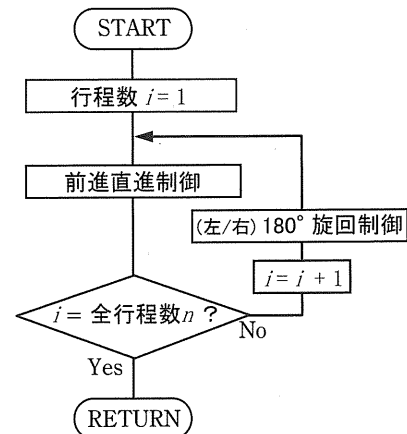 START
行程数 i = 1
前進直進制御
(左/右) 180° 旋回制御
i = i + 1
i = 全行程数n ?
No
Yes
RETURN